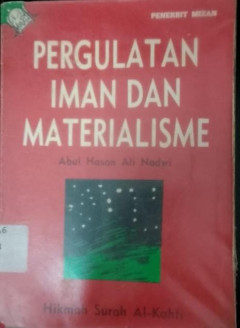 PENERBIT MIZAN
PERGULATAN
IMAN DAN
MATERIALISME
Abul Hasan Ali Nadwi
Hikmah Surah Al-Kahfi